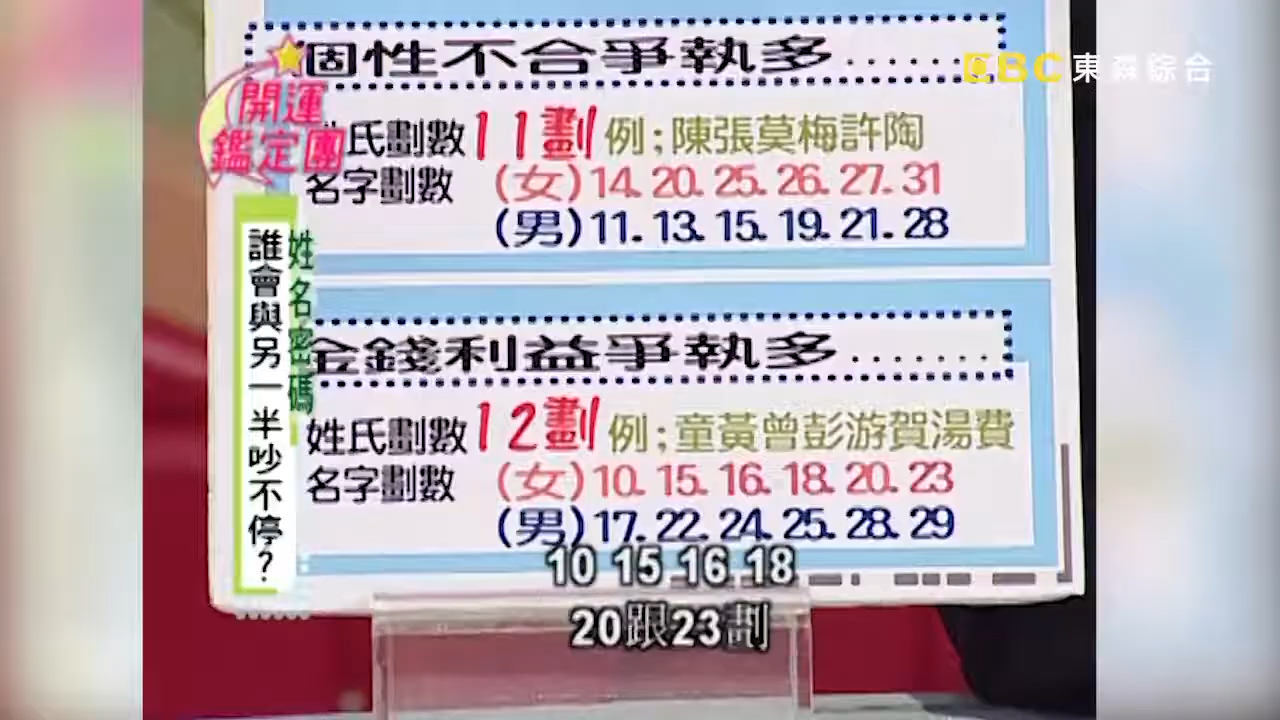 個性不合爭執多......
EBC 東森綜合
開運
鑑定團
姓氏劃數 11劃 例;陳張莫梅許陶
名字劃數 (女)14. 20. 25. 26. 27. 31
(男)11. 13. 15. 19. 21. 28
姓名密碼
誰會與另一半吵不停?
金錢利益爭執多.......
姓氏劃數 12劃 例;童黃曾彭游賀湯費
名字劃數 (女)10. 15. 16. 18. 20. 23
(男)17. 22. 24. 25. 28. 29
10 15 16 18
20跟23劃